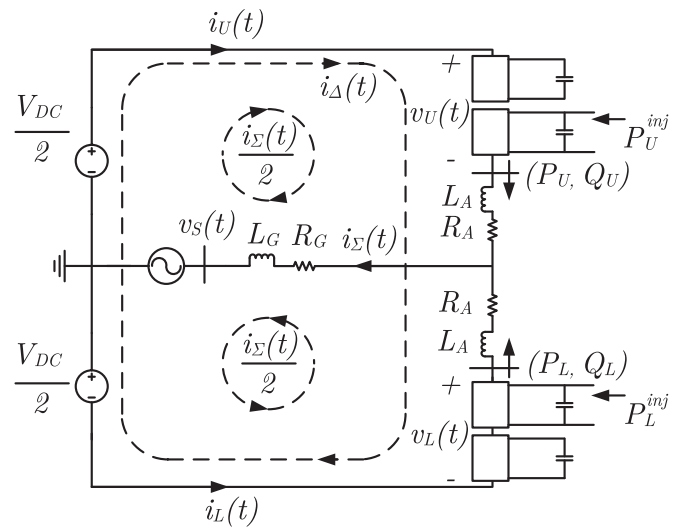 i_U(t)
+
i_Δ(t)
V_DC
2
v_U(t)
P_U^inj
i_Σ(t)
2
-
(P_U, Q_U)
L_A
v_S(t)
L_G
R_G
i_Σ(t)
R_A
R_A
i_Σ(t)
2
L_A
V_DC
2
(P_L, Q_L)
+
P_L^inj
v_L(t)
-
i_L(t)